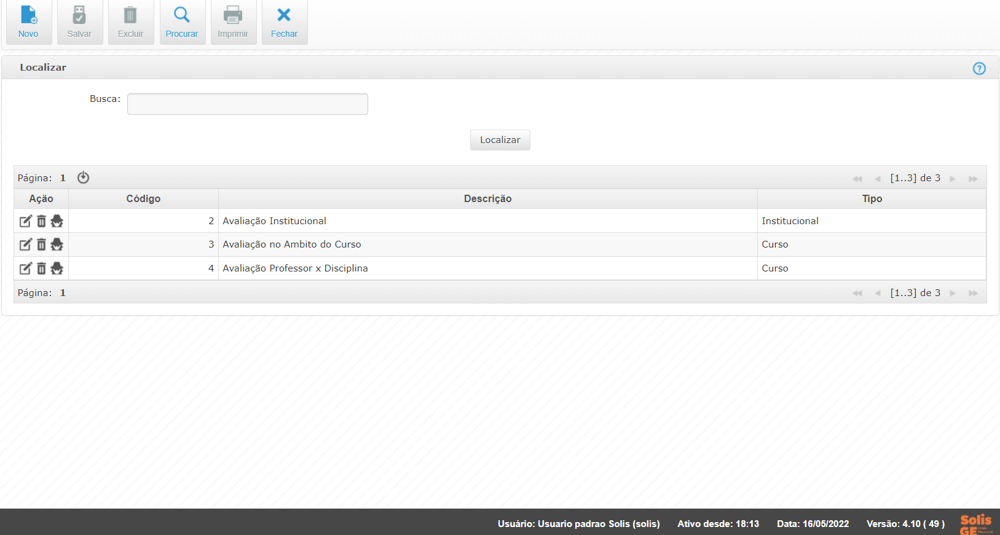 Novo Salvar Excluir Procurar Imprimir Fechar
Localizar
Busca:
Localizar
Página: 1 [1..3] de 3
Ação Código Descrição Tipo
2 Avaliação Institucional Institucional
3 Avaliação no Ambito do Curso Curso
4 Avaliação Professor x Disciplina Curso
Página: 1 [1..3] de 3
Usuário: Usuario padrao Solis (solis) Ativo desde: 18:13 Data: 16/05/2022 Versão: 4.10 ( 49 )
Solis
GE